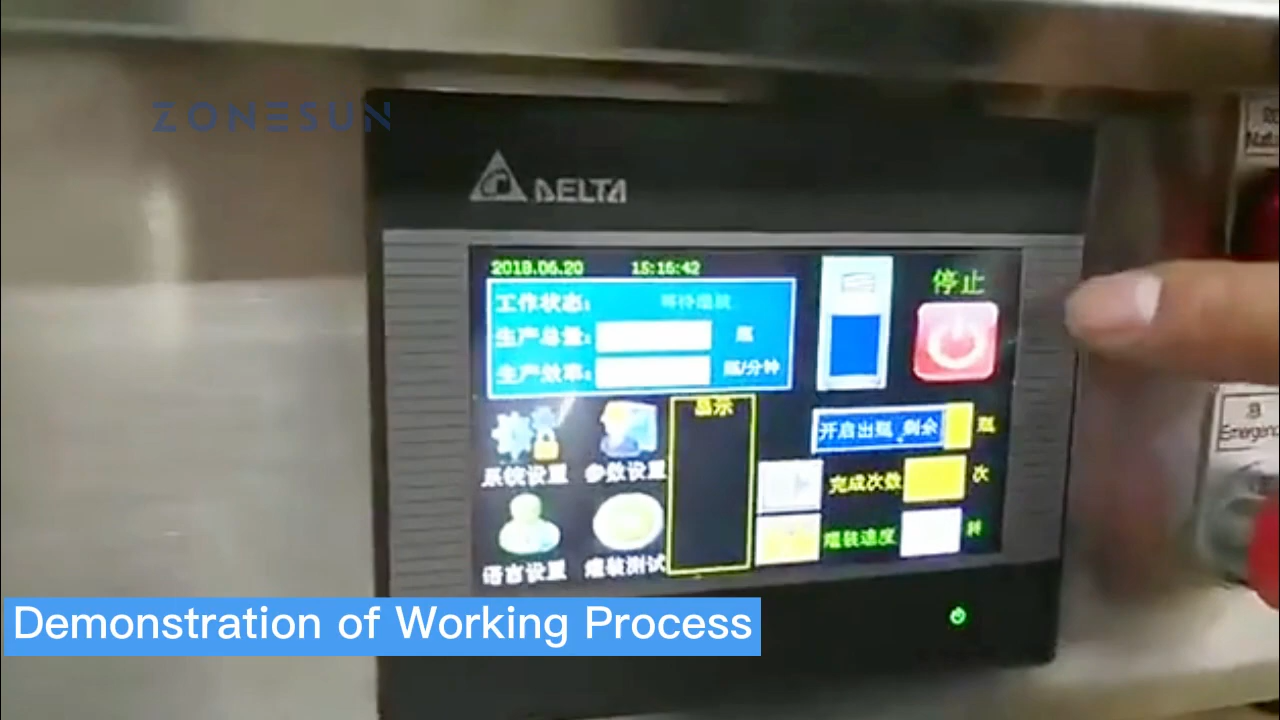 ZONESUN
DELTA
2018.06.20 15:16:42
工作状态:
生产总量: 瓶
生产效率: 瓶/分钟
停止
显示
开启出瓶 剩余 瓶
完成次数 次
系统设置 参数设置
语言设置
Emergenc
Demonstration of Working Process